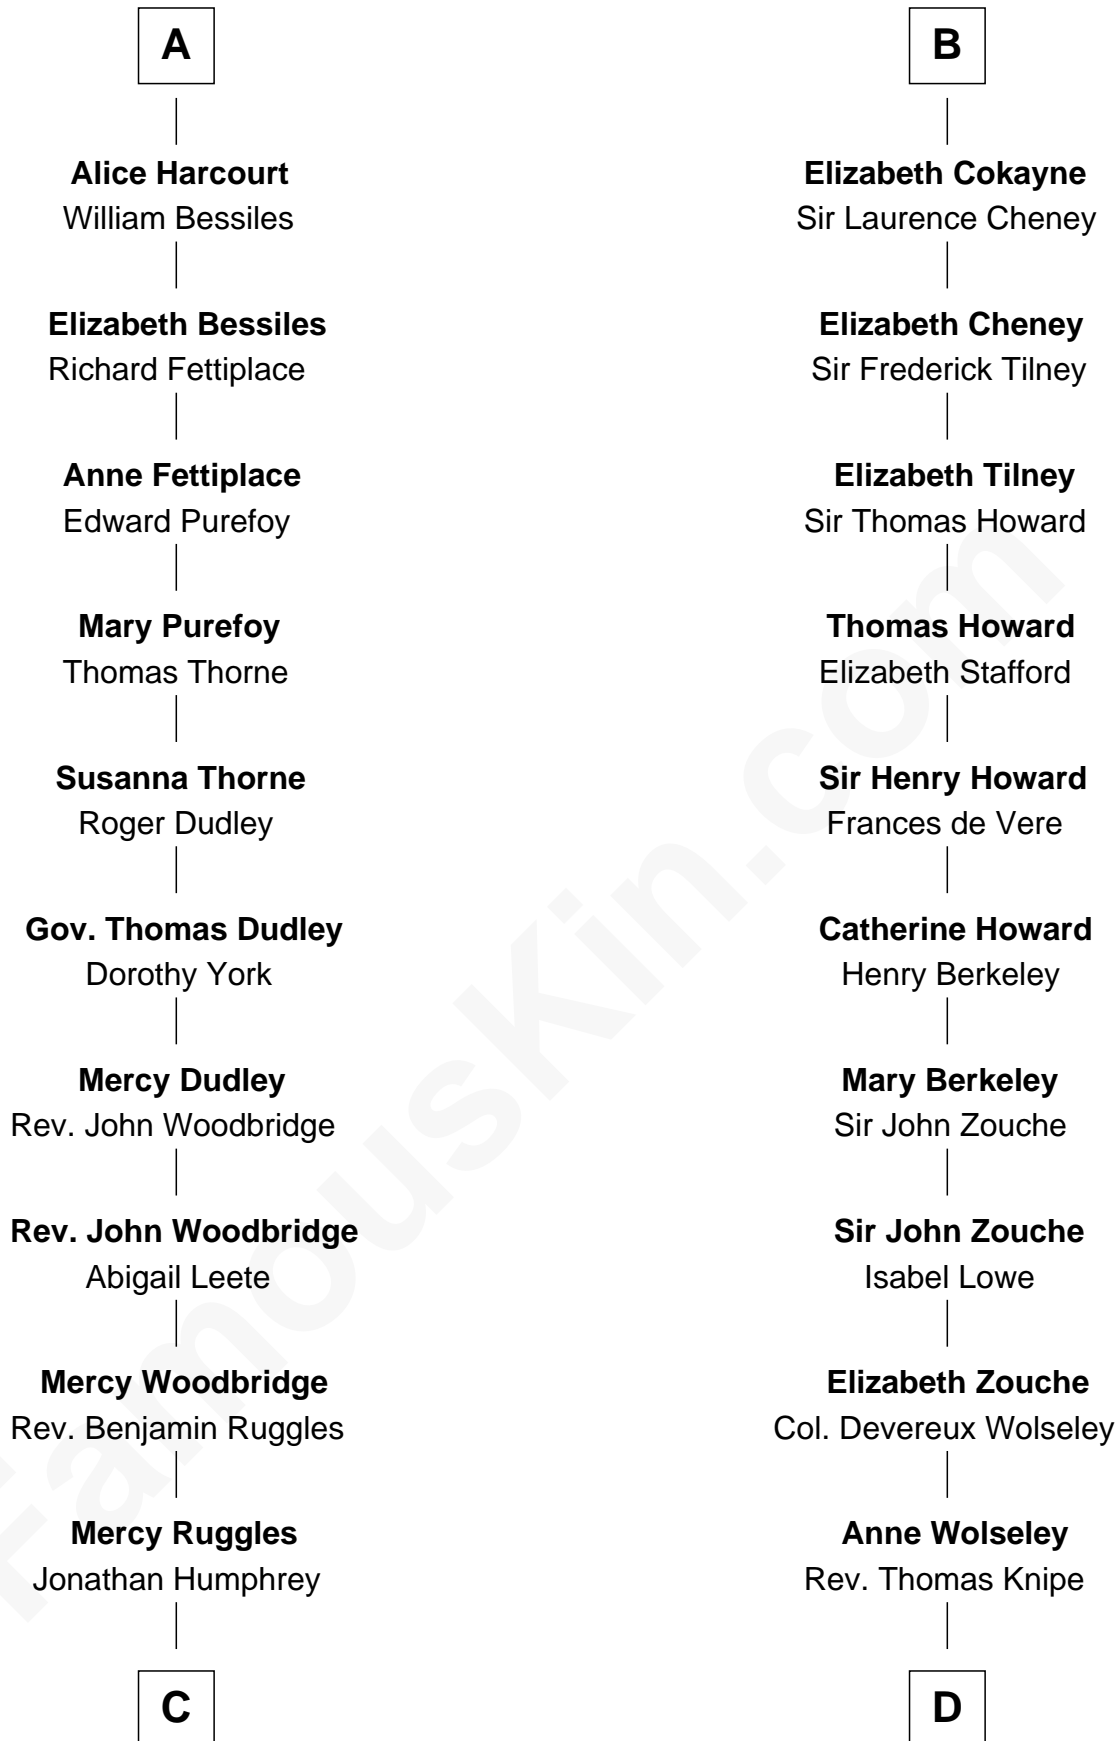 A
Alice Harcourt
William Bessiles
Elizabeth Bessiles
Richard Fettiplace
Anne Fettiplace
Edward Purefoy
Mary Purefoy
Thomas Thorne
Susanna Thorne
Roger Dudley
Gov. Thomas Dudley
Dorothy York
Mercy Dudley
Rev. John Woodbridge
Rev. John Woodbridge
Abigail Leete
Mercy Woodbridge
Rev. Benjamin Ruggles
Mercy Ruggles
Jonathan Humphrey
C
B
Elizabeth Cokayne
Sir Laurence Cheney
Elizabeth Cheney
Sir Frederick Tilney
Elizabeth Tilney
Sir Thomas Howard
Thomas Howard
Elizabeth Stafford
Sir Henry Howard
Frances de Vere
Catherine Howard
Henry Berkeley
Mary Berkeley
Sir John Zouche
Sir John Zouche
Isabel Lowe
Elizabeth Zouche
Col. Devereux Wolseley
Anne Wolseley
Rev. Thomas Knipe
D
FamousKin.com